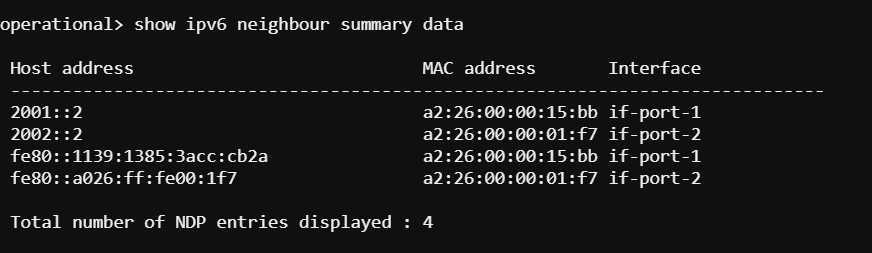 operational> show ipv6 neighbour summary data
Host address MAC address Interface
------------------------------------------------------------------------------
2001::2 a2:26:00:00:15:bb if-port-1
2002::2 a2:26:00:00:01:f7 if-port-2
fe80::1139:1385:3acc:cb2a a2:26:00:00:15:bb if-port-1
fe80::a026:ff:fe00:1f7 a2:26:00:00:01:f7 if-port-2
Total number of NDP entries displayed : 4